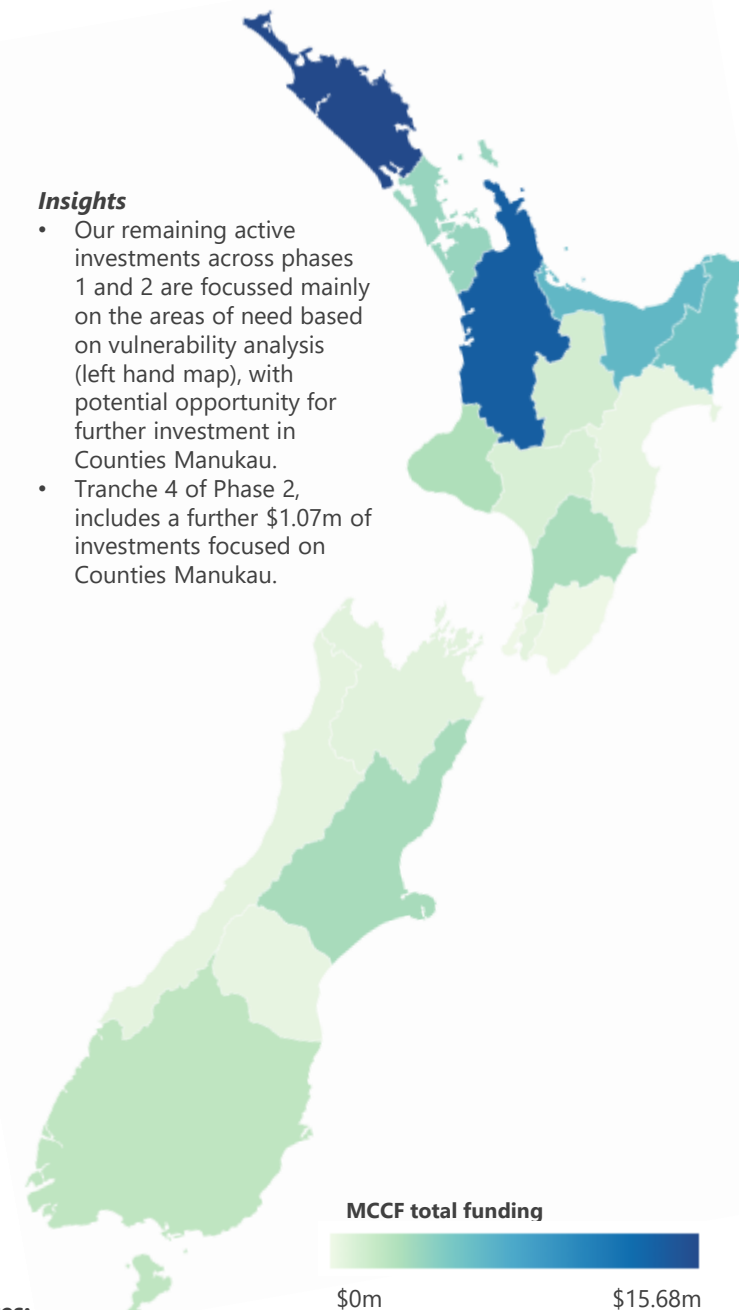 Insights
• Our remaining active
investments across phases
1 and 2 are focussed mainly
on the areas of need based
on vulnerability analysis
(left hand map), with
potential opportunity for
further investment in
Counties Manukau.
• Tranche 4 of Phase 2,
includes a further $1.07m of
investments focused on
Counties Manukau.
MCCF total funding
$0m $15.68m